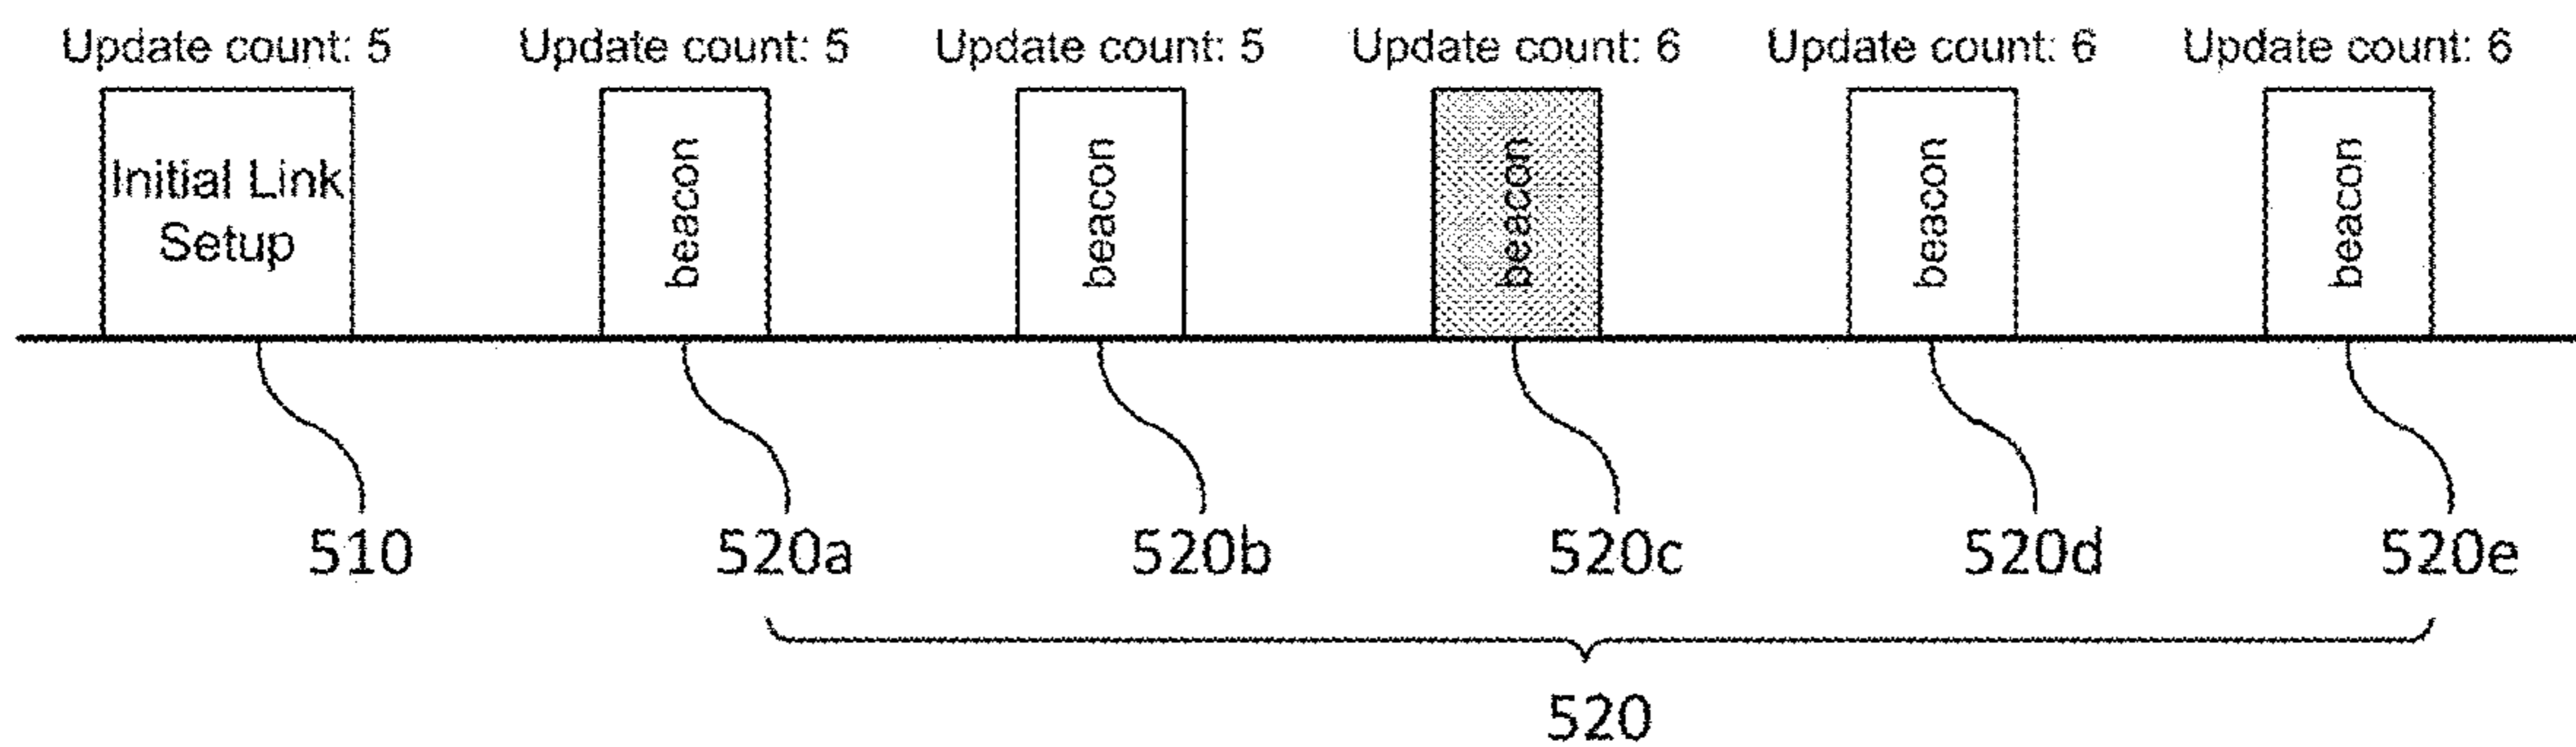 Update count: 5 Update count: 5 Update count: 5 Update count: 6 Update count: 6 Update count: 6
Initial Link
Setup
beacon
beacon
beacon
beacon
beacon
510 520a 520b 520c 520d 520e
520